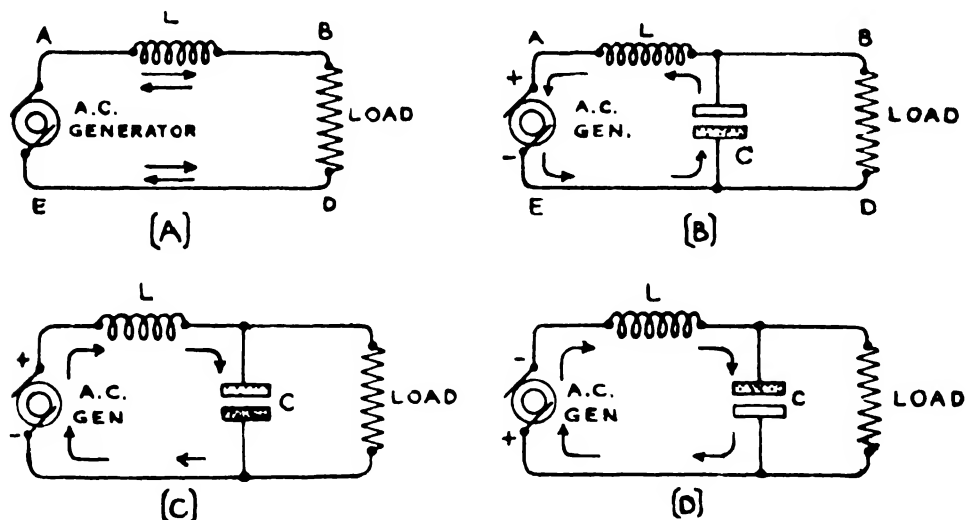 L
A B
A.C.
GENERATOR
LOAD
E D
[A]
L
A B
+
A.C.
GEN.
-
C
LOAD
E D
[B]
L
+
A.C.
GEN
-
C
LOAD
[C]
L
-
A.C.
GEN
+
C
LOAD
[D]